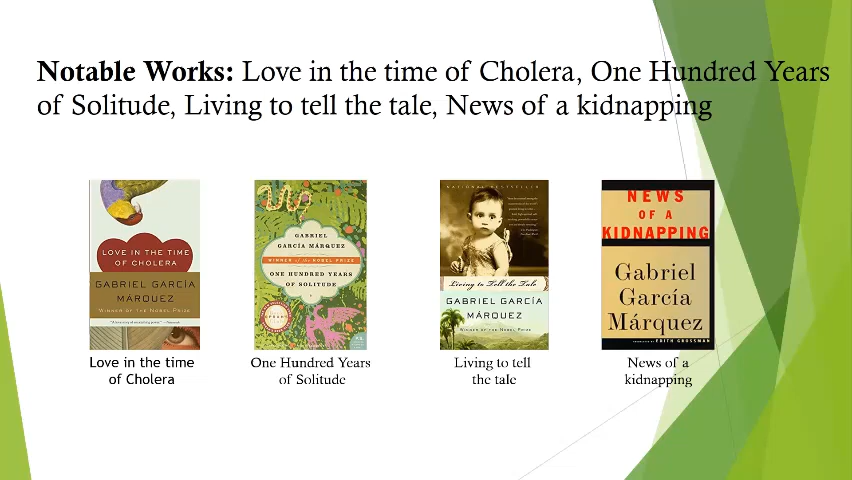 Notable Works: Love in the time of Cholera, One Hundred Years
of Solitude, Living to tell the tale, News of a kidnapping
LOVE IN THE TIME
OF CHOLERA
GABRIEL GARCÍA
MÁRQUEZ
WINNER OF THE NOBEL PRIZE
Love in the time
of Cholera
GABRIEL
GARCÍA MÁRQUEZ
WINNER of the NOBEL PRIZE
ONE HUNDRED YEARS
OF SOLITUDE
One Hundred Years
of Solitude
NATIONAL BESTSELLER
Living to Tell the Tale
GABRIEL GARCÍA
MÁRQUEZ
WINNER OF THE NOBEL PRIZE
Living to tell
the tale
NEWS
OF A
KIDNAPPING
Gabriel
García
Márquez
TRANSLATED BY EDITH GROSSMAN
News of a
kidnapping